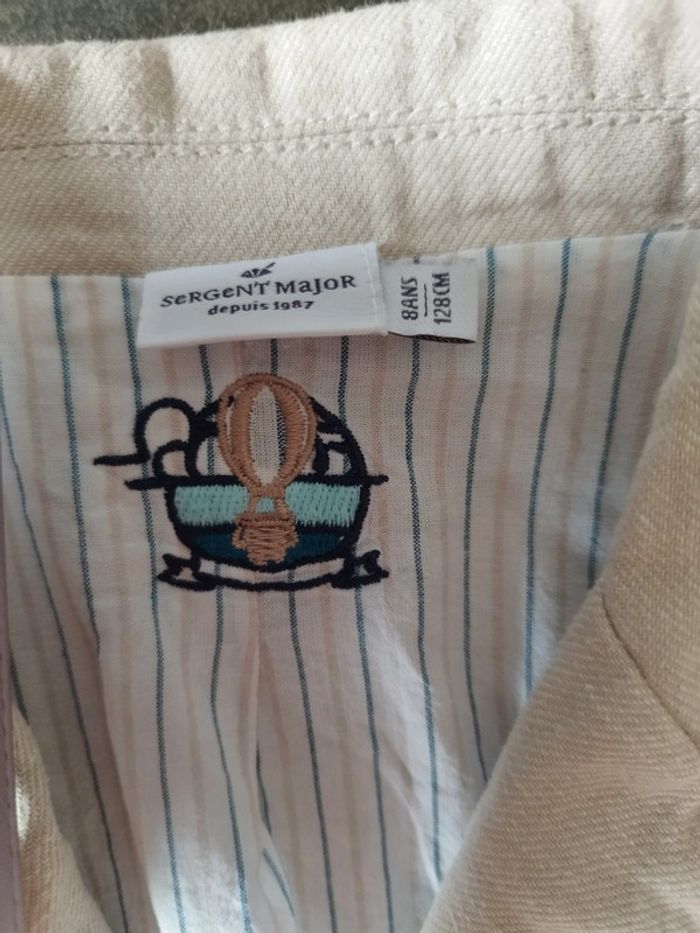 SeRGeNT MaJoR
depuis 1987
8ANS
128CM